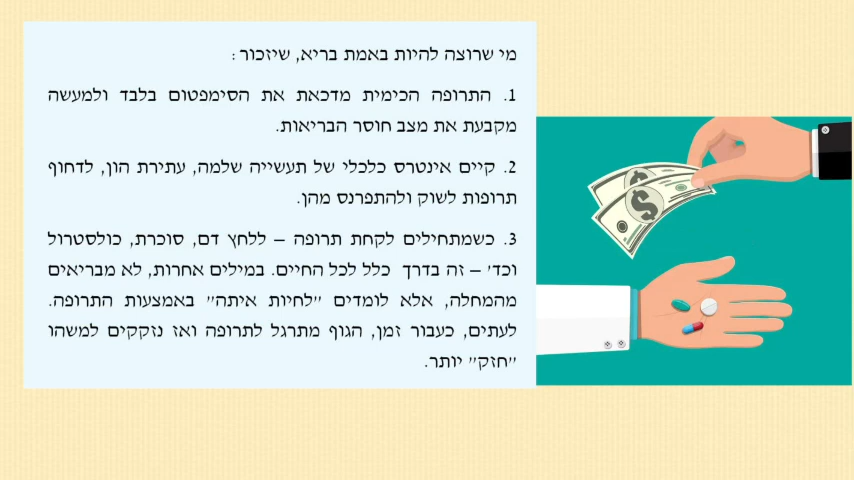 מי שרוצה להיות באמת בריא, שיזכור:
1. התרופה הכימית מדכאת את הסימפטום בלבד ולמעשה
מקבעת את מצב חוסר הבריאות.
2. קיים אינטרס כלכלי של תעשייה שלמה, עתירת הון, לדחוף
תרופות לשוק ולהתפרנס מהן.
3. כשמתחילים לקחת תרופה – ללחץ דם, סוכרת, כולסטרול
וכד' – זה בדרך כלל לכל החיים. במילים אחרות, לא מבריאים
מהמחלה, אלא לומדים "לחיות איתה" באמצעות התרופה.
לעתים, כעבור זמן, הגוף מתרגל לתרופה ואז נזקקים למשהו
"חזק" יותר.